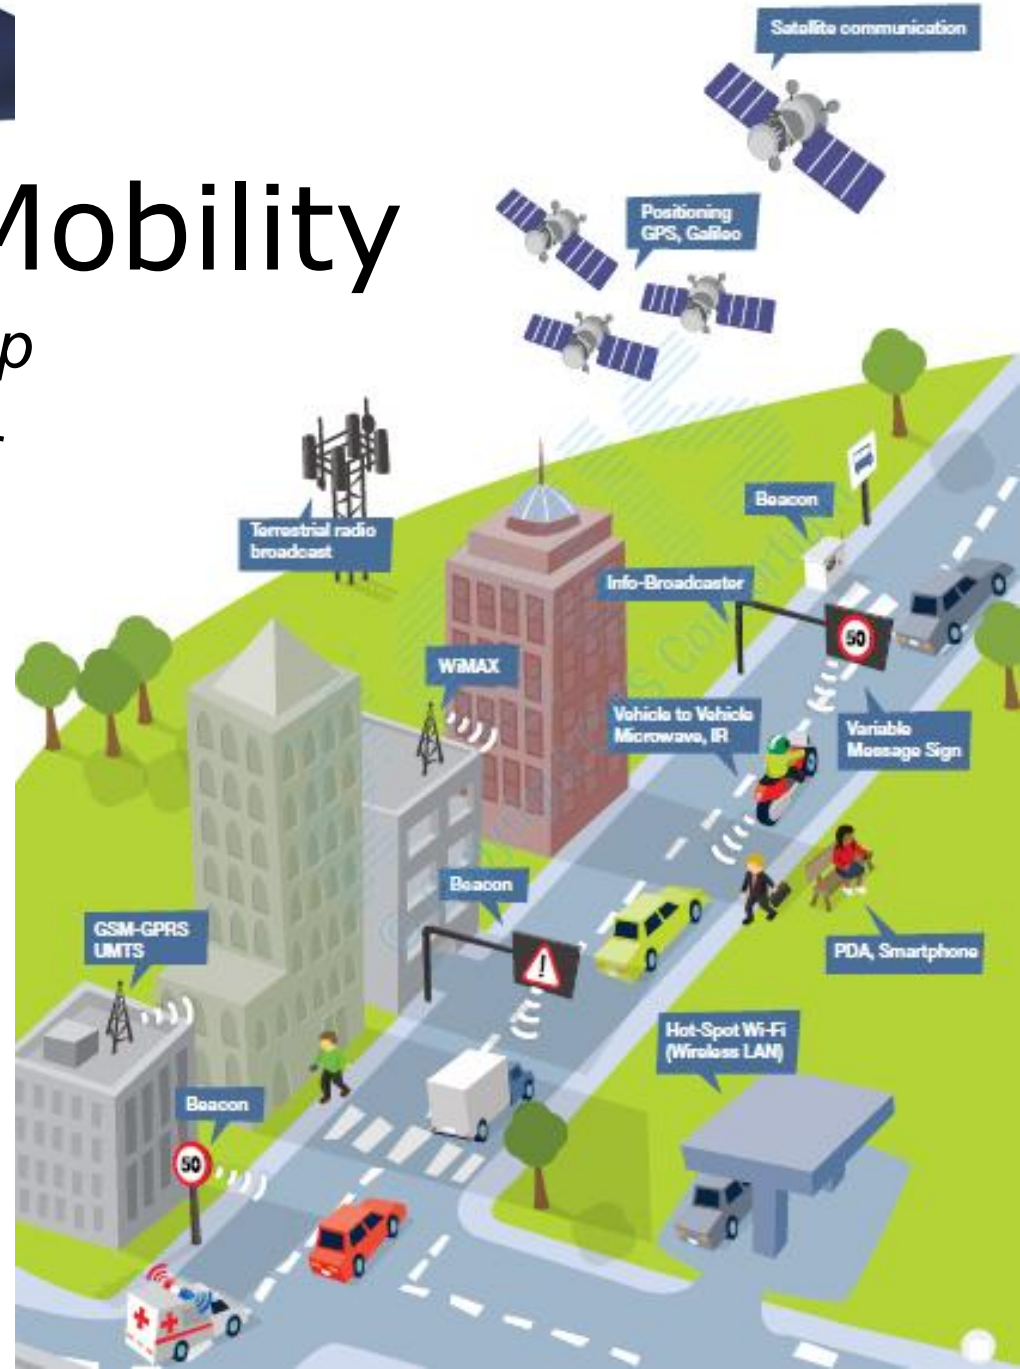 Satellite communication
Mobility
Positioning
GPS, Galileo
p
Beacon
Terrestrial radio
broadcast
Info-Broadcaster
50
WiMAX
Vehicle to Vehicle
Microwave, IR
Variable
Message Sign
Beacon
GSM-GPRS
UMTS
!
PDA, Smartphone
Hot-Spot Wi-Fi
(Wireless LAN)
Beacon
50